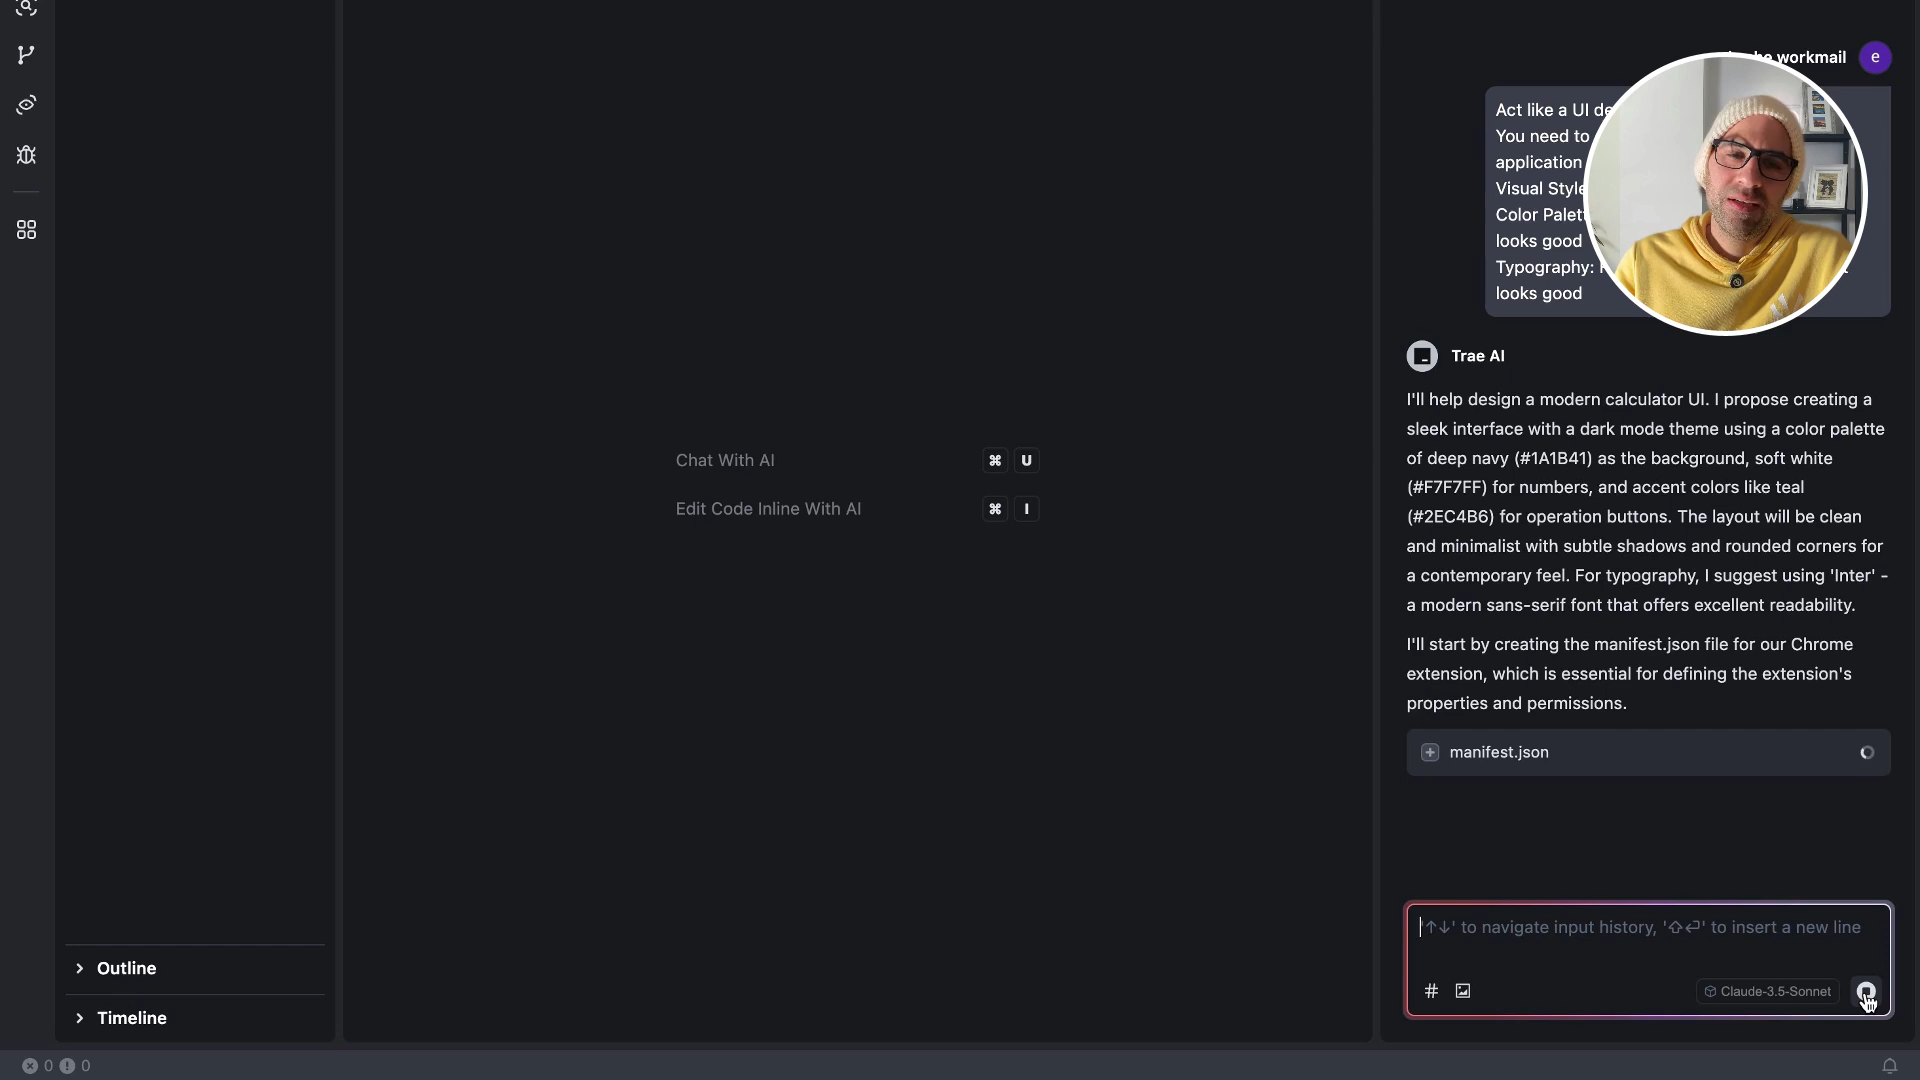 workmail
e
Act like a UI
You need to
application
Visual Style
Color
looks good
Typography:
looks good
Trae AI
I'll help design a modern calculator UI. I propose creating a
sleek interface with a dark mode theme using a color palette
of deep navy (#1A1B41) as the background, soft white
(#F7F7FF) for numbers, and accent colors like teal
(#2EC4B6) for operation buttons. The layout will be clean
and minimalist with subtle shadows and rounded corners for
a contemporary feel. For typography, I suggest using 'Inter' -
a modern sans-serif font that offers excellent readability.
I'll start by creating the manifest.json file for our Chrome
extension, which is essential for defining the extension's
properties and permissions.
manifest.json
Chat With AI ⌘ U
Edit Code Inline With AI ⌘ I
'↑↓' to navigate input history, '⇧⏎' to insert a new line
# Claude-3.5-Sonnet
Outline
Timeline
0 0